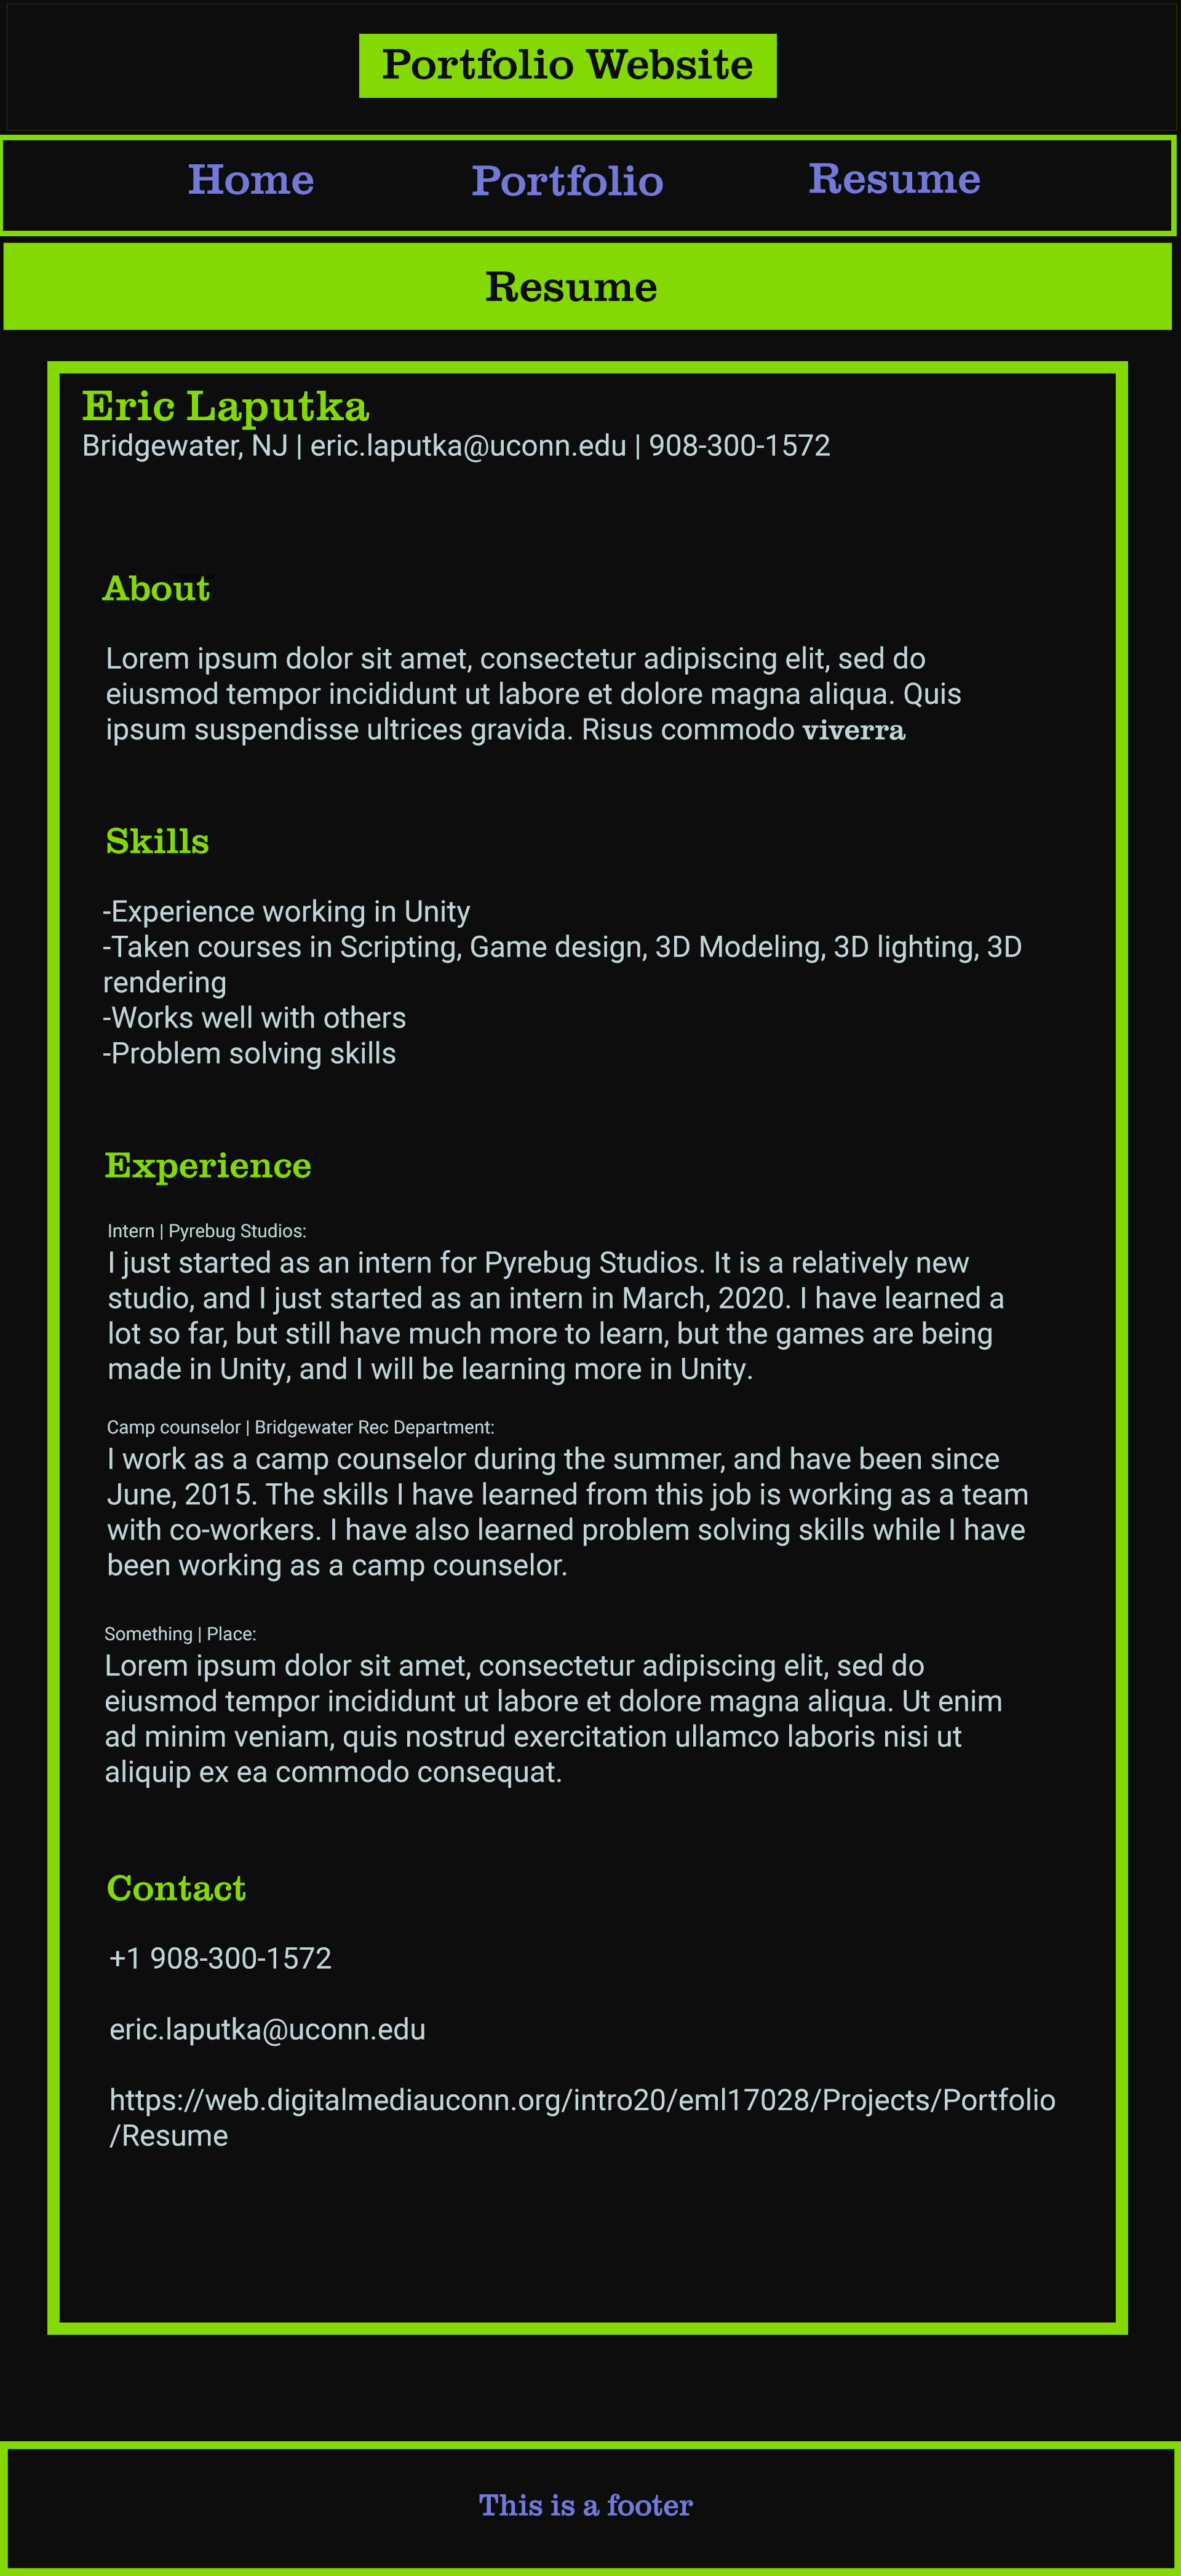 Portfolio Website
Home Portfolio Resume
Resume
Eric Laputka
Bridgewater, NJ | eric.laputka@uconn.edu | 908-300-1572
About
Lorem ipsum dolor sit amet, consectetur adipiscing elit, sed do
eiusmod tempor incididunt ut labore et dolore magna aliqua. Quis
ipsum suspendisse ultrices gravida. Risus commodo viverra
Skills
-Experience working in Unity
-Taken courses in Scripting, Game design, 3D Modeling, 3D lighting, 3D
rendering
-Works well with others
-Problem solving skills
Experience
Intern | Pyrebug Studios:
I just started as an intern for Pyrebug Studios. It is a relatively new
studio, and I just started as an intern in March, 2020. I have learned a
lot so far, but still have much more to learn, but the games are being
made in Unity, and I will be learning more in Unity.
Camp counselor | Bridgewater Rec Department:
I work as a camp counselor during the summer, and have been since
June, 2015. The skills I have learned from this job is working as a team
with co-workers. I have also learned problem solving skills while I have
been working as a camp counselor.
Something | Place:
Lorem ipsum dolor sit amet, consectetur adipiscing elit, sed do
eiusmod tempor incididunt ut labore et dolore magna aliqua. Ut enim
ad minim veniam, quis nostrud exercitation ullamco laboris nisi ut
aliquip ex ea commodo consequat.
Contact
+1 908-300-1572
eric.laputka@uconn.edu
https://web.digitalmediauconn.org/intro20/eml17028/Projects/Portfolio
/Resume
This is a footer